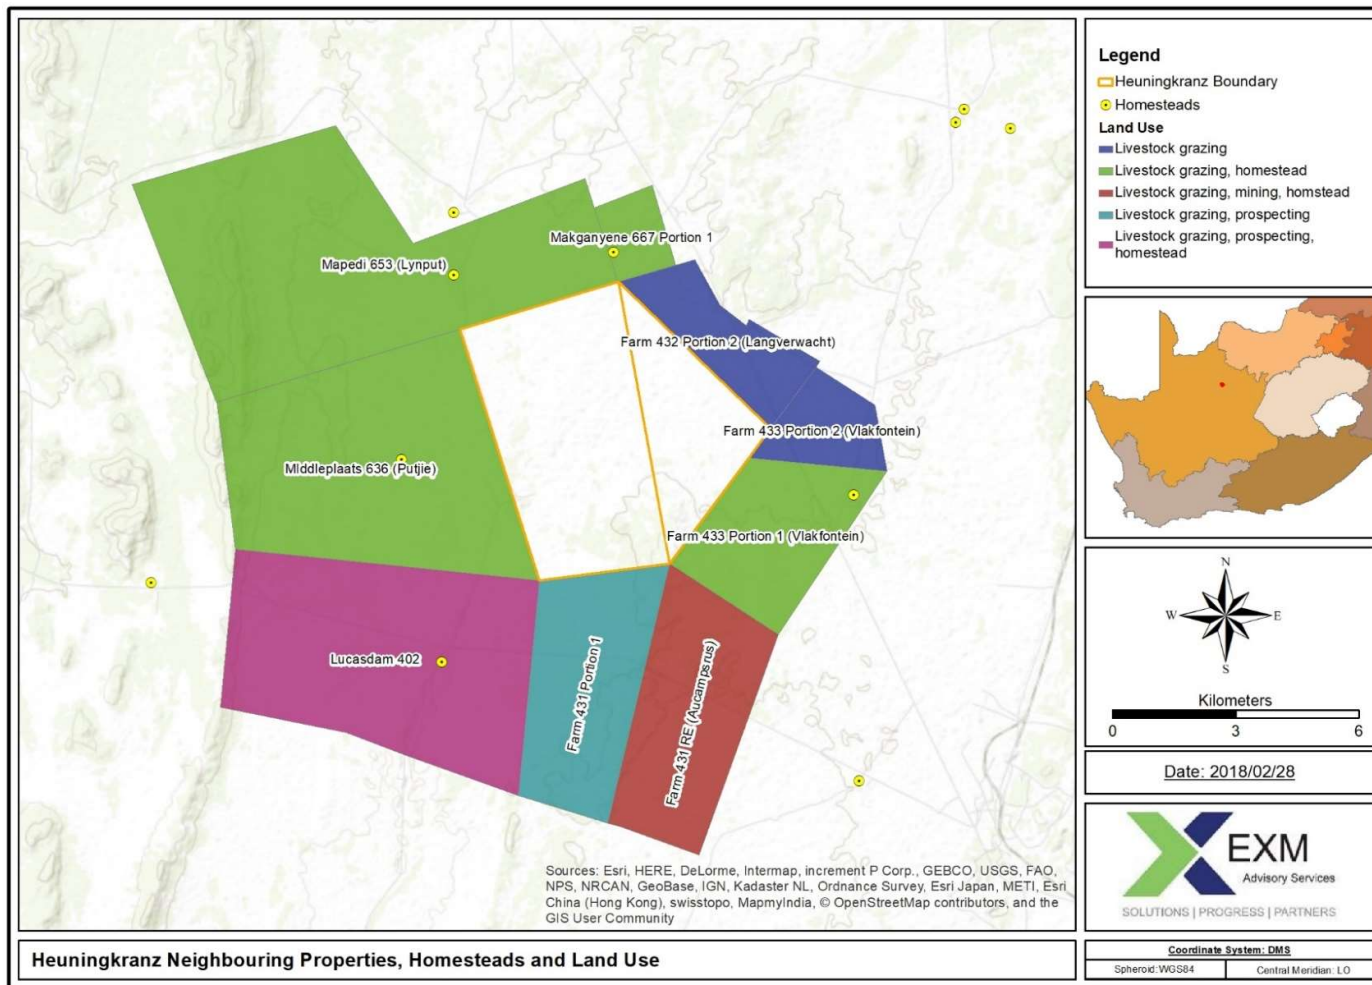 Legend
Heuningkranz Boundary
Homesteads
Land Use
Livestock grazing
Livestock grazing, homestead
Livestock grazing, mining, homstead
Livestock grazing, prospecting
Livestock grazing, prospecting,
homestead
Makganyene 667 Portion 1
Mapedi 653 (Lynput)
Farm 432 Portion 2 (Langverwacht)
Farm 433 Portion 2 (Vlakfontein)
Middleplaats 636 (Putjie)
Farm 433 Portion 1 (Vlakfontein)
Lucasdam 402
Farm 431 Portion 1
Farm 431 RE (Aucampsrus)
N
W
E
S
Kilometers
0 3 6
Date: 2018/02/28
EXM
Advisory Services
SOLUTIONS | PROGRESS | PARTNERS
Sources: Esri, HERE, DeLorme, Intermap, increment P Corp., GEBCO, USGS, FAO,
NPS, NRCAN, GeoBase, IGN, Kadaster NL, Ordnance Survey, Esri Japan, METI, Esri
China (Hong Kong), swisstopo, MapmyIndia, © OpenStreetMap contributors, and the
GIS User Community
Heuningkranz Neighbouring Properties, Homesteads and Land Use
Coordinate System: DMS
Spheroid:WGS84
Central Meridian: LO